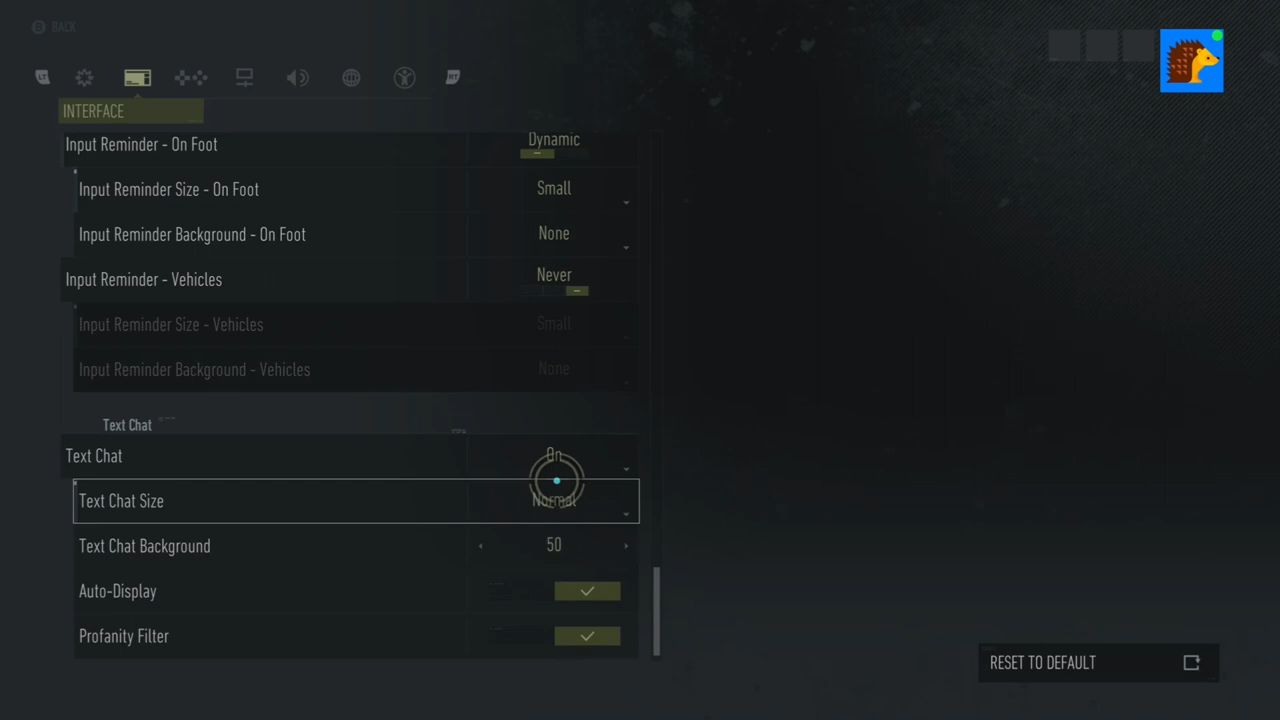 B BACK
LT
RT
INTERFACE
Input Reminder - On Foot
Dynamic
Input Reminder Size - On Foot
Small
Input Reminder Background - On Foot
None
Input Reminder - Vehicles
Never
Input Reminder Size - Vehicles
Small
Input Reminder Background - Vehicles
None
Text Chat
Text Chat
On
Text Chat Size
Normal
Text Chat Background
50
Auto-Display
Profanity Filter
RESET TO DEFAULT